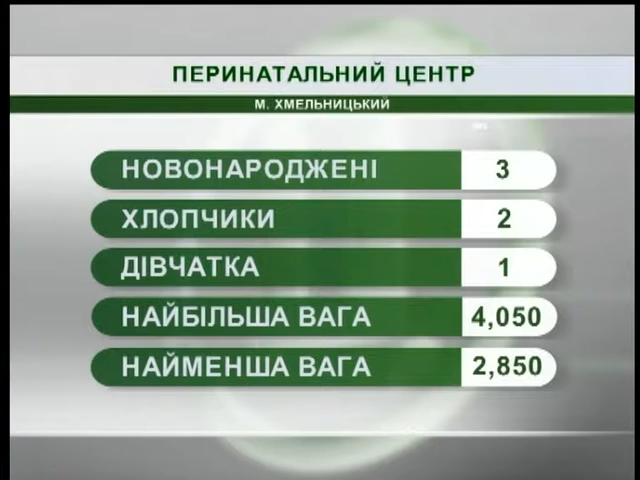 ПЕРИНАТАЛЬНИЙ ЦЕНТР
М. ХМЕЛЬНИЦЬКИЙ
НОВОНАРОДЖЕНІ 3
ХЛОПЧИКИ 2
ДІВЧАТКА 1
НАЙБІЛЬША ВАГА 4,050
НАЙМЕНША ВАГА 2,850